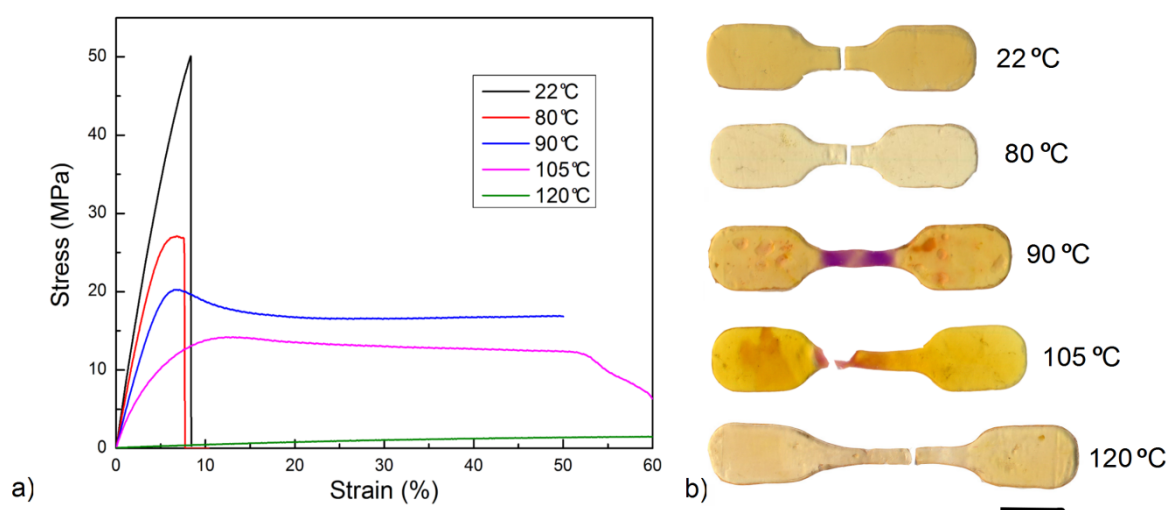 50
40
30
20
10
0
Stress (MPa)
0 10 20 30 40 50 60
Strain (%)
22℃
80℃
90℃
105℃
120℃
a)
22 ºC
80 ºC
90 ºC
105 ºC
120 ºC
b)